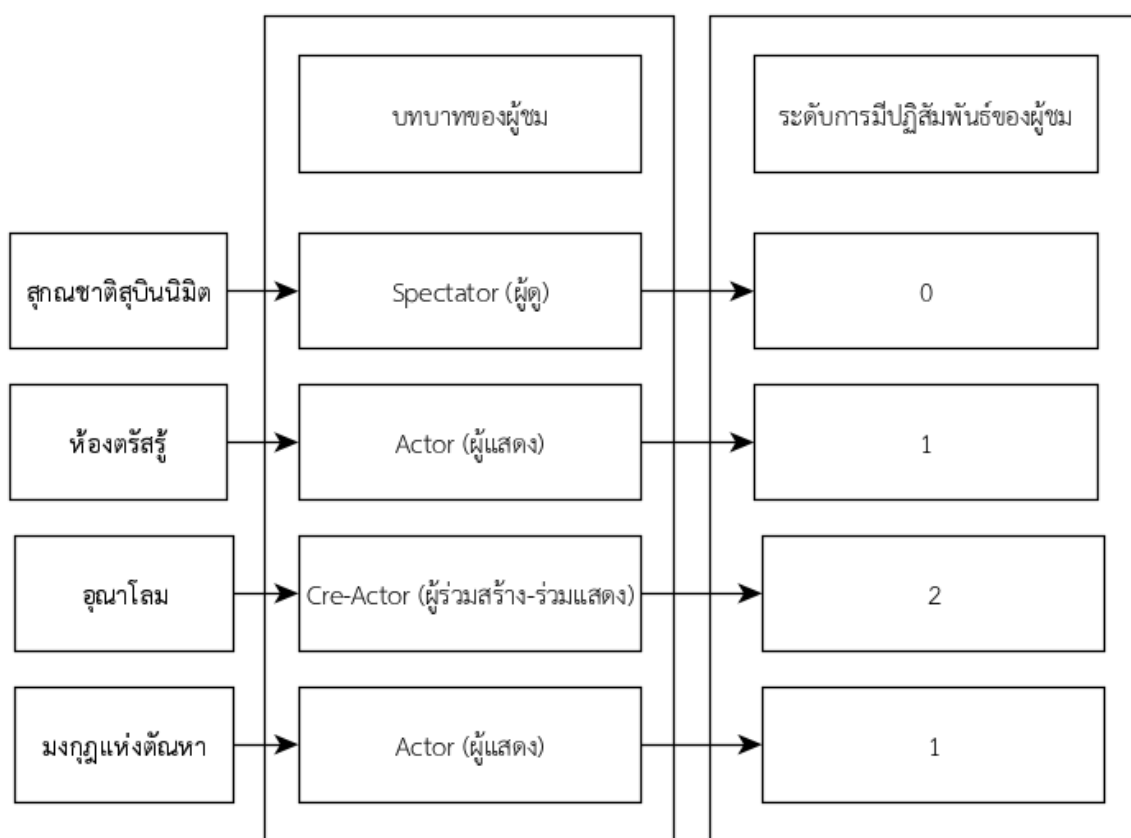 บทบาทของผู้ชม
ระดับการมีปฏิสัมพันธ์ของผู้ชม
สุกณชาติสุบินนิมิต
Spectator (ผู้ดู)
0
ห้องตรัสรู้
Actor (ผู้แสดง)
1
อุณาโลม
Cre-Actor (ผู้ร่วมสร้าง-ร่วมแสดง)
2
มงกุฎแห่งตัณหา
Actor (ผู้แสดง)
1